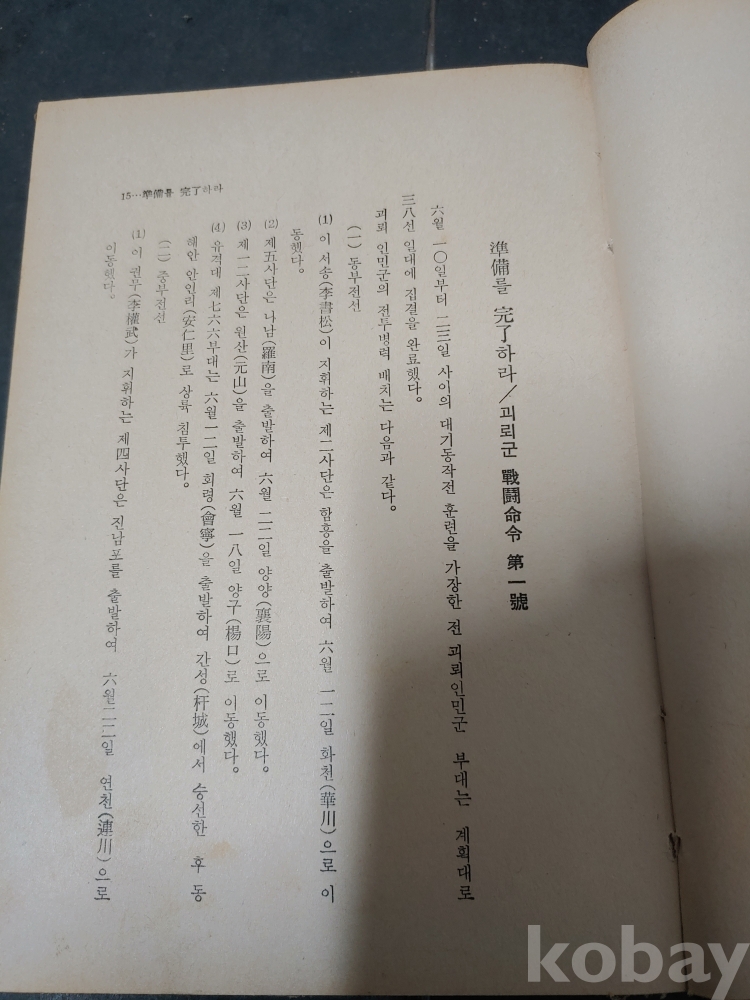 準備를 完了하라/괴뢰군 戰鬪命令 第一號
六월 一〇일부터 二三일 사이의 대기동작전 훈련을 가장한 전 괴뢰인민군 부대는 계획대로
三八선 일대에 집결을 완료했다.
괴뢰 인민군의 전투병력 배치는 다음과 같다.
(一) 동부전선
(1) 이 서송(李書松)이 지휘하는 제二사단은 함흥을 출발하여 六월 一二일 화천(華川)으로 이
동했다.
(2) 제五사단은 나남(羅南)을 출발하여 六월 二二일 양양(襄陽)으로 이동했다.
(3) 제一二사단은 원산(元山)을 출발하여 六월 一八일 양구(楊口)로 이동했다.
(4) 유격대 제七六六부대는 六월一二일 회령(會寧)을 출발하여 간성(杆城)에서 승선한 후 동
해안 안인리(安仁里)로 상륙 침투했다.
(二) 중부전선
(1) 이 권무(李權武)가 지휘하는 제四사단은 진남포를 출발하여 六월二二일 연천(漣川)으로
이동했다.
15…準備를 完了하라
kobay